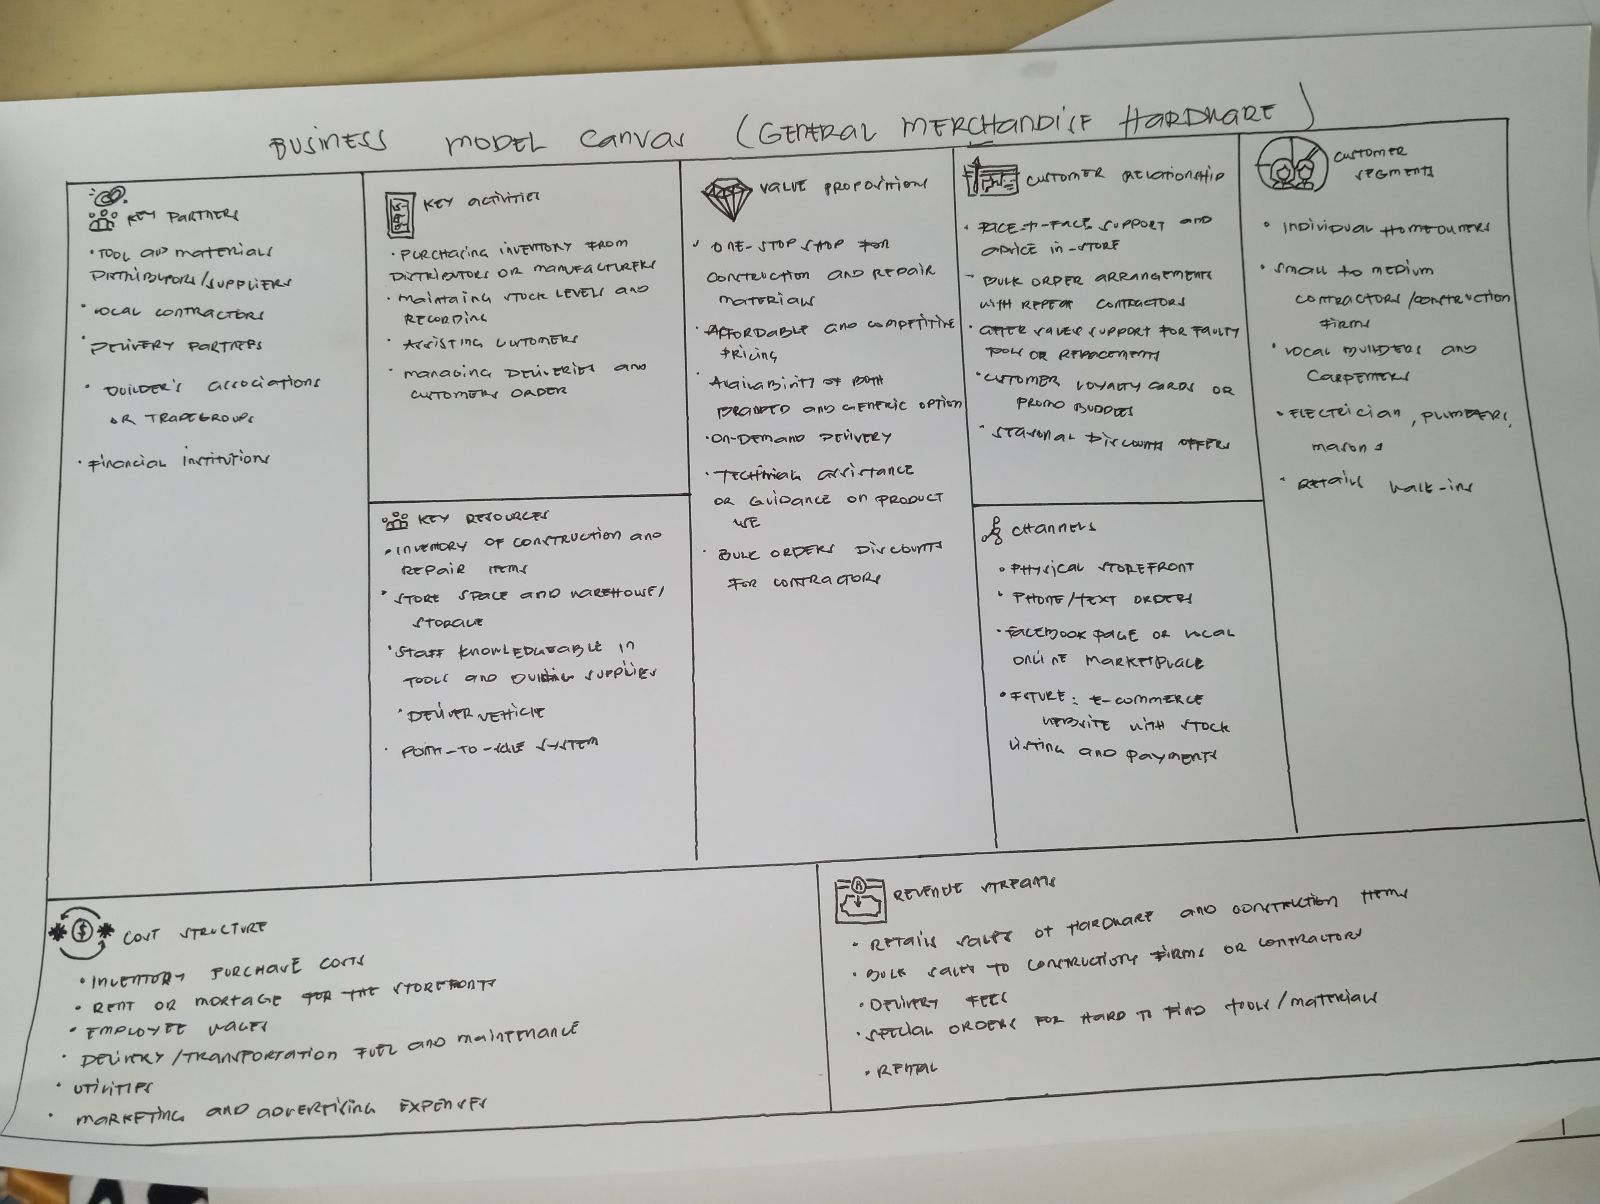 BUSINESS MODEL CANVAS (GENERAL MERCHANDISE HARDWARE)
KEY PARTNERS
• TOOL AND MATERIALS
DISTRIBUTORS/SUPPLIERS
• LOCAL CONTRACTORS
• DELIVERY PARTNERS
• BUILDER'S ASSOCIATIONS
OR TRADEGROUPS
• FINANCIAL INSTITUTIONS
KEY ACTIVITIES
• PURCHASING INVENTORY FROM
DISTRIBUTORS OR MANUFACTURERS
• MAINTAING STOCK LEVELS AND
RECORDING
• ASSISTING CUSTOMERS
• MANAGING DELIVERIES AND
CUSTOMERS ORDER
KEY RESOURCES
• INVENTORY OF CONSTRUCTION AND
REPAIR ITEMS
• STORE SPACE AND WAREHOUSE/
STORAGE
• STAFF KNOWLEDGEABLE IN
TOOLS AND BUILDING SUPPLIES
• DELIVER VEHICLE
• POINT-TO-SALE SYSTEM
VALUE PROPOSITIONS
• ONE-STOP SHOP FOR
CONSTRUCTION AND REPAIR
MATERIALS
• AFFORDABLE AND COMPETITIVE
PRICING
• AVAILABILITY OF BOTH
BRANDED AND GENERIC OPTION
• ON-DEMAND DELIVERY
• TECHNICAL ASSISTANCE
OR GUIDANCE ON PRODUCT
USE
• BULK ORDERS DISCOUNTS
FOR CONTRACTORS
CUSTOMER RELATIONSHIP
• FACE-T-FACE SUPPORT AND
ADVICE IN-STORE
• BULK ORDER ARRANGEMENTS
WITH REPEAT CONTRACTORS
• AFTER SALES SUPPORT FOR FAULTY
TOOLS OR REPLACEMENTS
• CUSTOMER LOYALTY CARDS OR
PROMO BUDDLES
• SEASONAL DISCOUNTS OFFERS
CHANNELS
• PHYSICAL STOREFRONT
• PHONE/TEXT ORDERS
• FACEBOOK PAGE OR LOCAL
ONLINE MARKETPLACE
• FUTURE: E-COMMERCE
WEBSITE WITH STOCK
LISTING AND PAYMENTS
CUSTOMER
SEGMENTS
• INDIVIDUAL HOMEOWNERS
• SMALL TO MEDIUM
CONTRACTORS/CONSTRUCTION
FIRMS
• LOCAL BUILDERS AND
CARPENTERS
• ELECTRICIAN, PLUMBERS,
MASONS
• RETAILS WALK-INS
COST STRUCTURE
• INVENTORY PURCHASE COSTS
• RENT OR MORTAGE FOR THE STOREFRONTS
• EMPLOYEE WAGES
• DELIVERY/TRANSPORTATION FUEL AND MAINTENANCE
• UTILITIES
• MARKETING AND ADVERTISING EXPENSES
REVENUE STREAMS
• RETAILS SALES OF HARDWARE AND CONSTRUCTION ITEMS
• BULK SALES TO CONSTRUCTIONS FIRMS OR CONTRACTORS
• DELIVERY FEES
• SPECIAL ORDERS FOR HARD TO FIND TOOLS/MATERIALS
• RENTAL